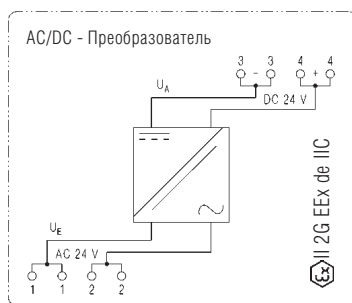 AC/DC - Преобразователь
3 3 4 4
- +
U_A
DC 24 V
U_E
AC 24 V
1 1 2 2
εx II 2G EEx de IIC